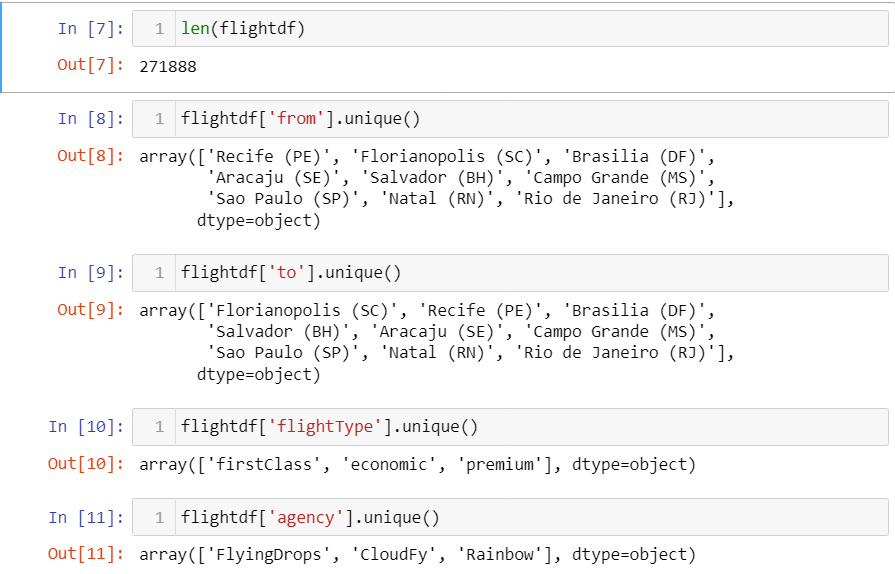 In [7]: 1 len(flightdf)
Out[7]: 271888
In [8]: 1 flightdf['from'].unique()
Out[8]: array(['Recife (PE)', 'Florianopolis (SC)', 'Brasilia (DF)',
'Aracaju (SE)', 'Salvador (BH)', 'Campo Grande (MS)',
'Sao Paulo (SP)', 'Natal (RN)', 'Rio de Janeiro (RJ)'],
dtype=object)
In [9]: 1 flightdf['to'].unique()
Out[9]: array(['Florianopolis (SC)', 'Recife (PE)', 'Brasilia (DF)',
'Salvador (BH)', 'Aracaju (SE)', 'Campo Grande (MS)',
'Sao Paulo (SP)', 'Natal (RN)', 'Rio de Janeiro (RJ)'],
dtype=object)
In [10]: 1 flightdf['flightType'].unique()
Out[10]: array(['firstClass', 'economic', 'premium'], dtype=object)
In [11]: 1 flightdf['agency'].unique()
Out[11]: array(['FlyingDrops', 'CloudFy', 'Rainbow'], dtype=object)